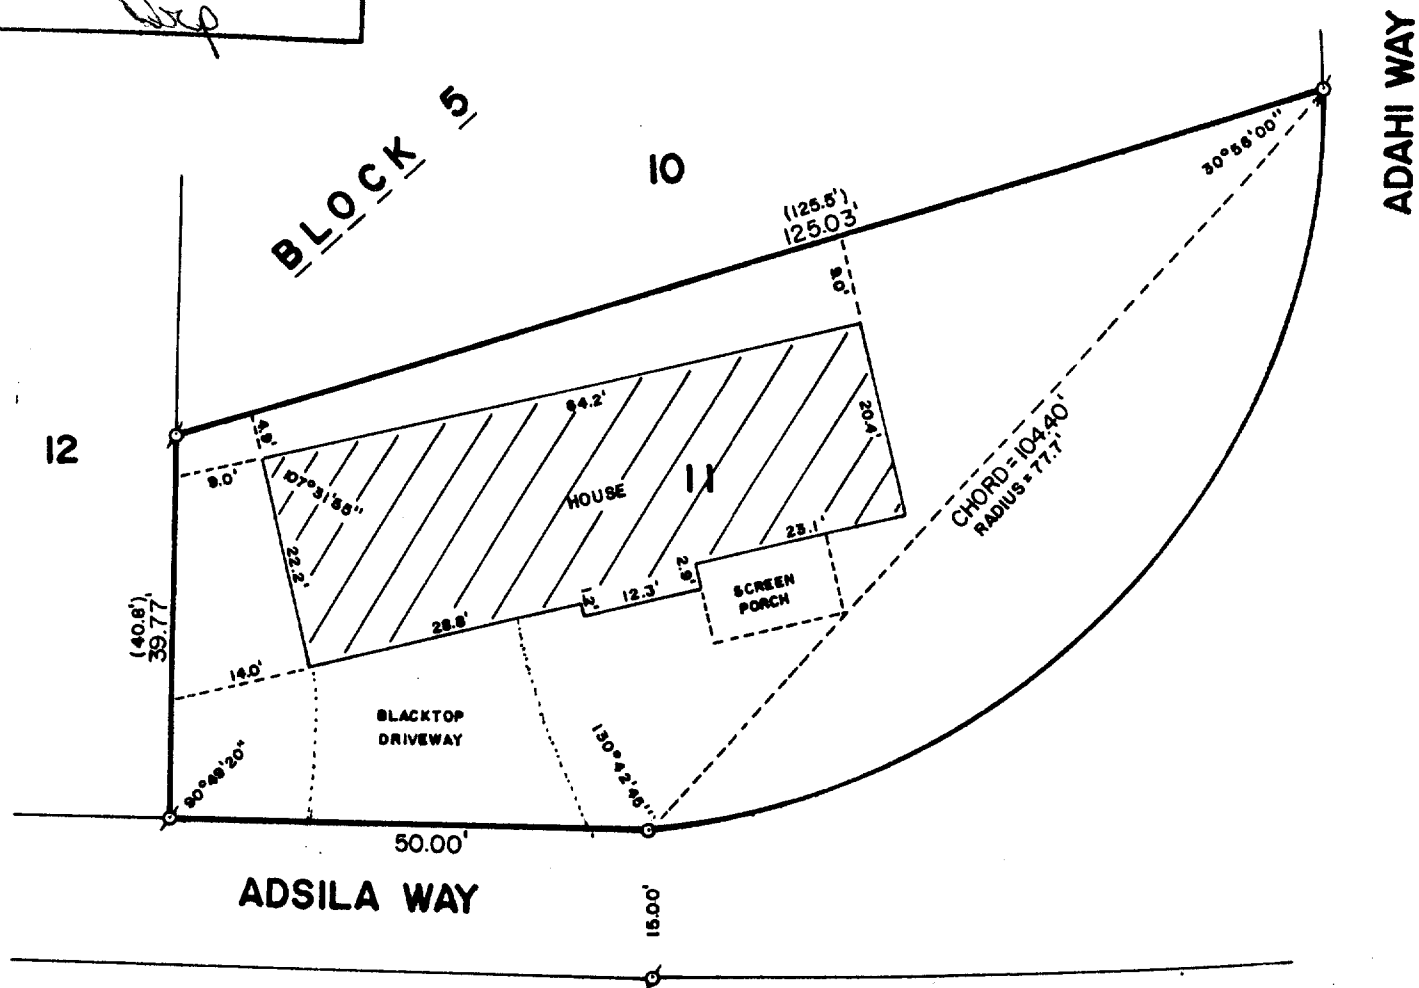 ADAHI WAY
BLOCK 5
10
30°56'00"
(125.5')
125.03'
9.0'
12
4.9'
64.2'
20.4'
9.0'
107°31'55"
HOUSE
11
CHORD = 104.40'
RADIUS = 77.7'
22.2'
23.1'
2.9'
12.3'
1.2'
SCREEN
PORCH
28.8'
(40.8')
39.77'
14.0'
BLACKTOP
DRIVEWAY
90°49'20"
130°42'45"
50.00'
ADSILA WAY
15.00'